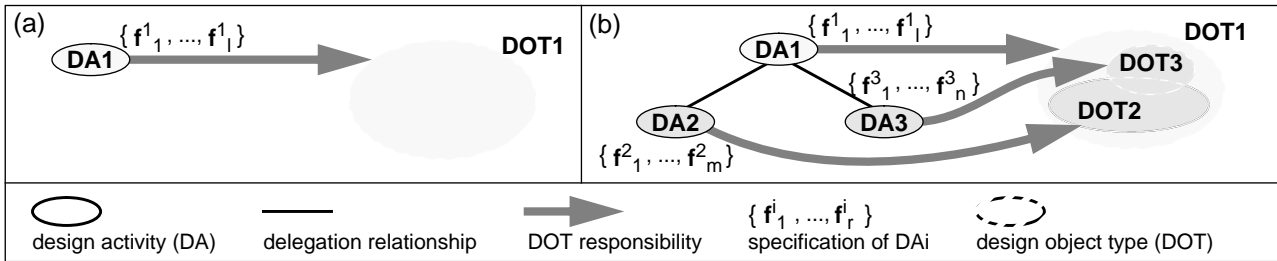 (a)
{ f¹₁ , ..., f¹ₗ }
DA1
DOT1
(b)
{ f¹₁ , ..., f¹ₗ }
DA1
DOT1
DOT3
{ f³₁ , ..., f³ₙ }
DOT2
DA2
DA3
{ f²₁ , ..., f²ₘ }
{ fⁱ₁ , ..., fⁱᵣ }
design activity (DA)
delegation relationship
DOT responsibility
specification of DAi
design object type (DOT)